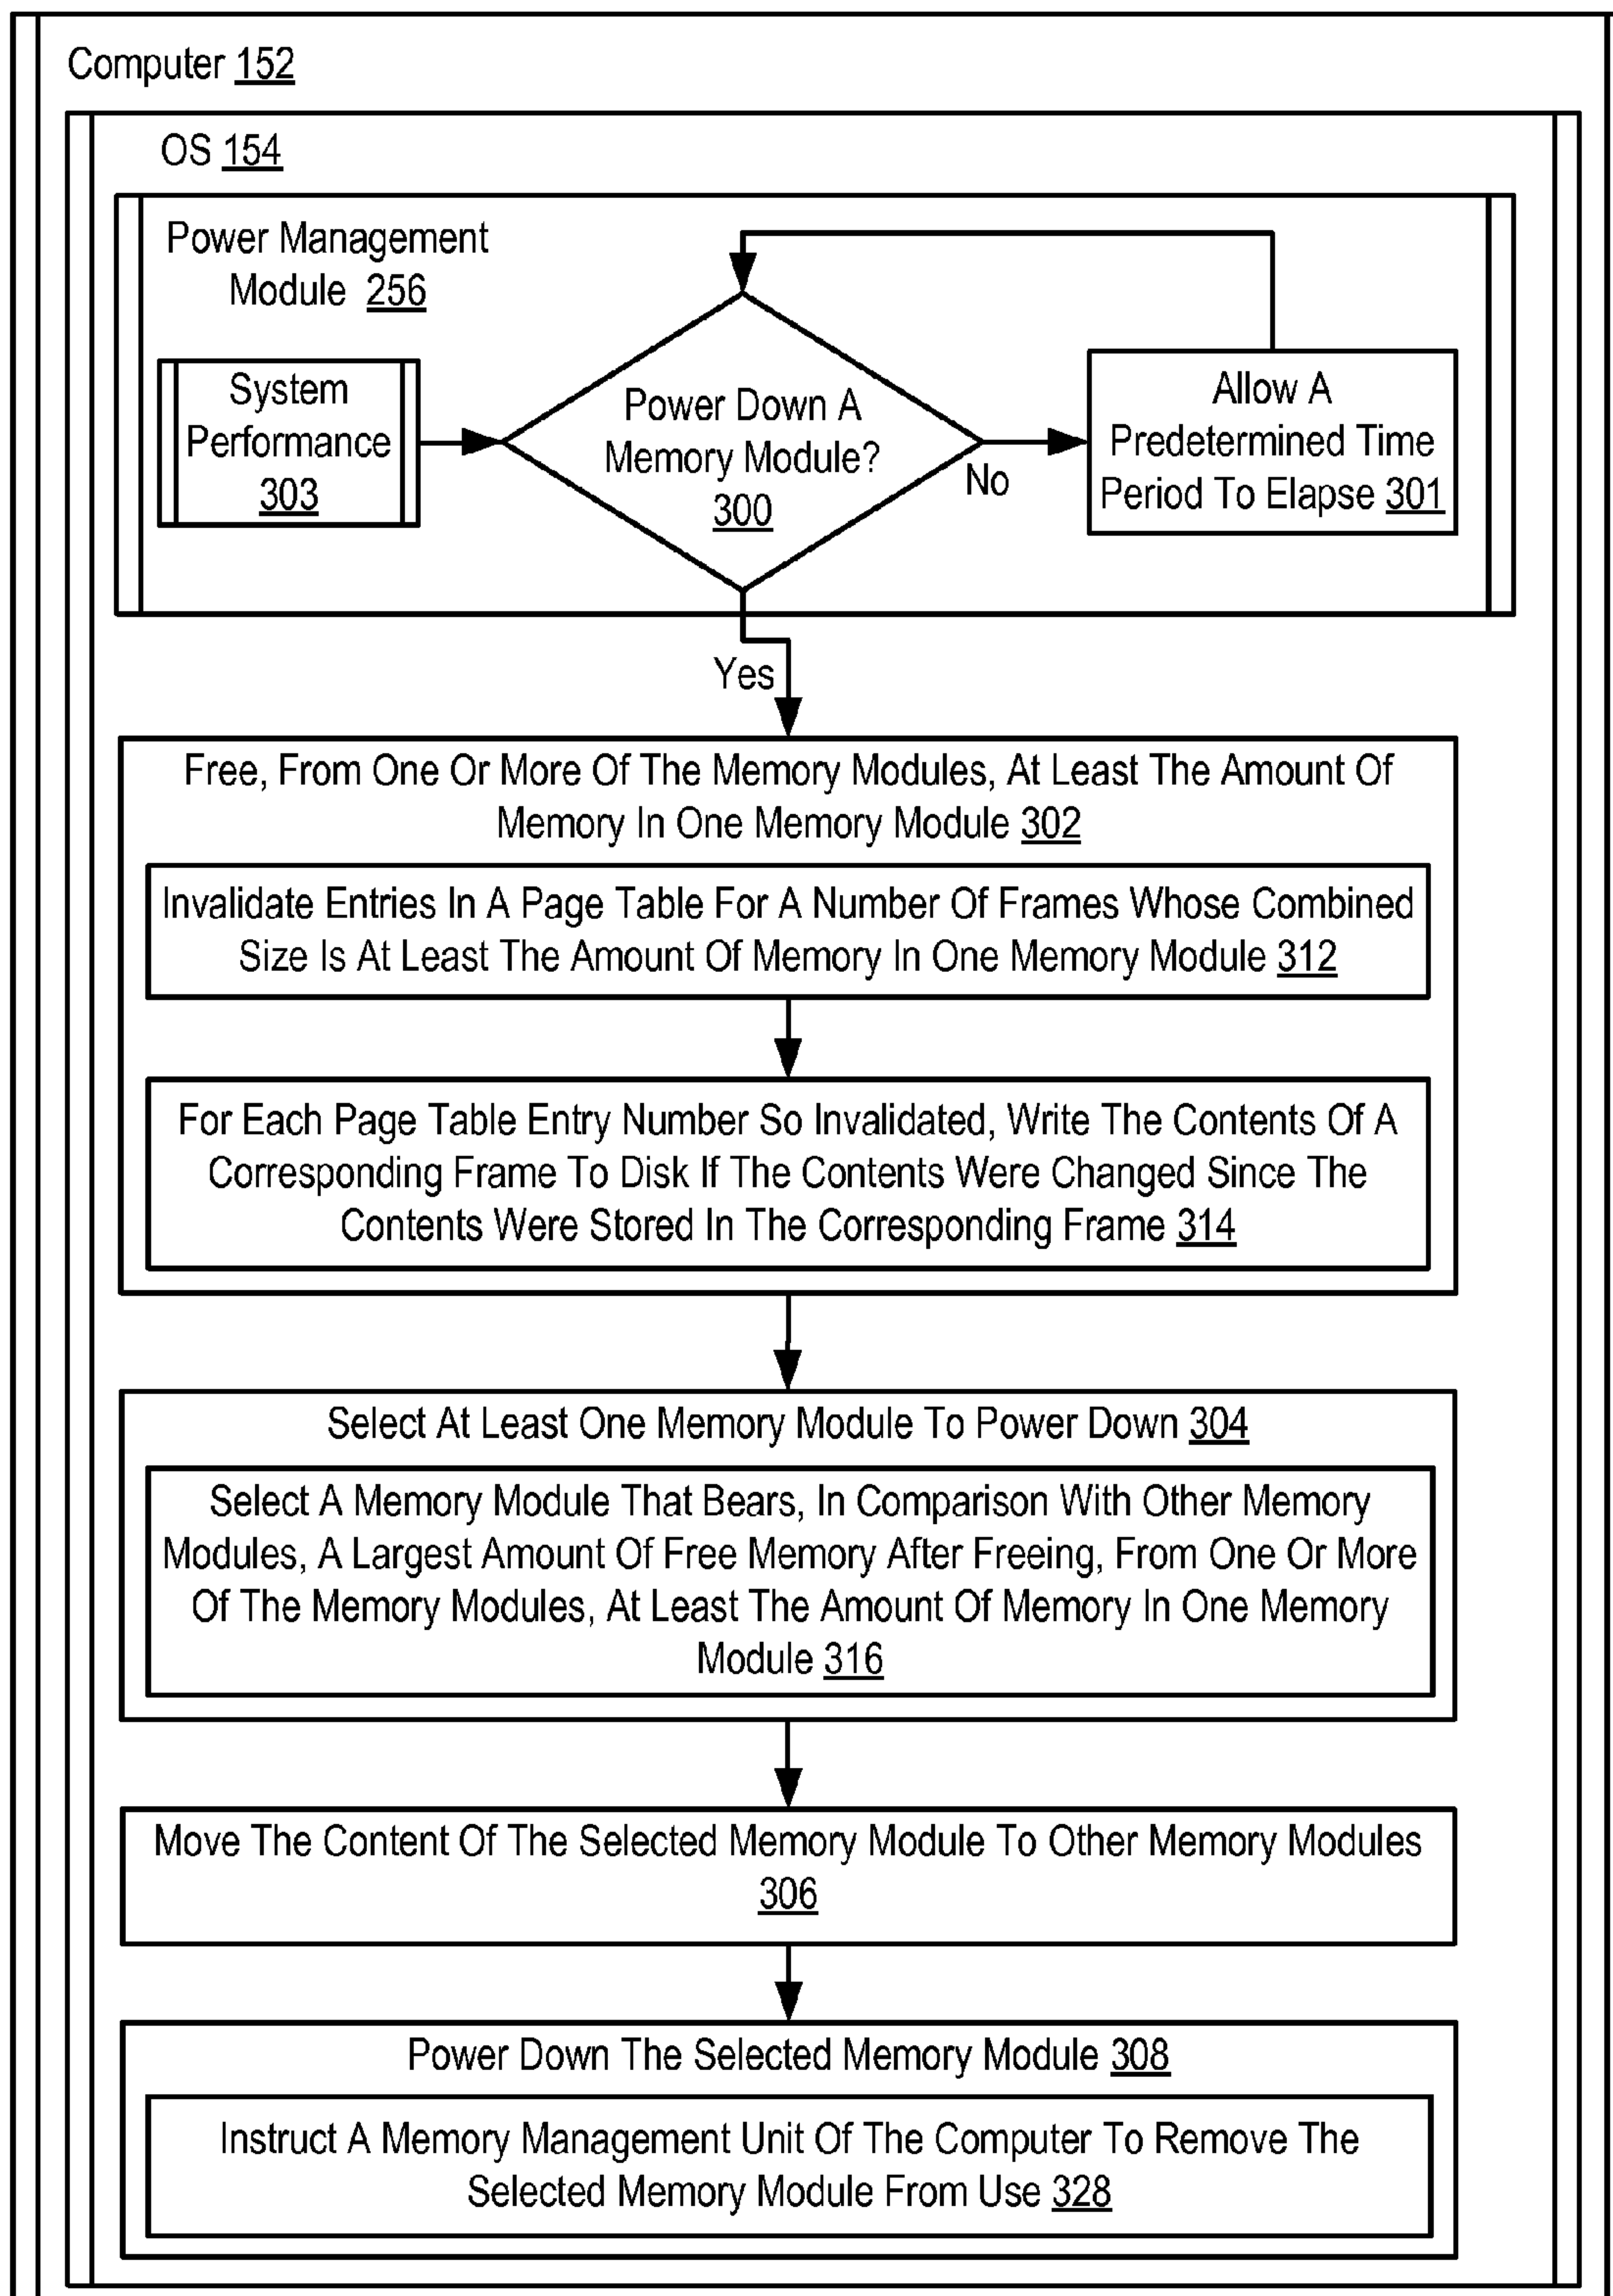 Computer 152
OS 154
Power Management
Module 256
System
Performance
303
Power Down A
Memory Module?
300
No
Allow A
Predetermined Time
Period To Elapse 301
Yes
Free, From One Or More Of The Memory Modules, At Least The Amount Of
Memory In One Memory Module 302
Invalidate Entries In A Page Table For A Number Of Frames Whose Combined
Size Is At Least The Amount Of Memory In One Memory Module 312
For Each Page Table Entry Number So Invalidated, Write The Contents Of A
Corresponding Frame To Disk If The Contents Were Changed Since The
Contents Were Stored In The Corresponding Frame 314
Select At Least One Memory Module To Power Down 304
Select A Memory Module That Bears, In Comparison With Other Memory
Modules, A Largest Amount Of Free Memory After Freeing, From One Or More
Of The Memory Modules, At Least The Amount Of Memory In One Memory
Module 316
Move The Content Of The Selected Memory Module To Other Memory Modules
306
Power Down The Selected Memory Module 308
Instruct A Memory Management Unit Of The Computer To Remove The
Selected Memory Module From Use 328